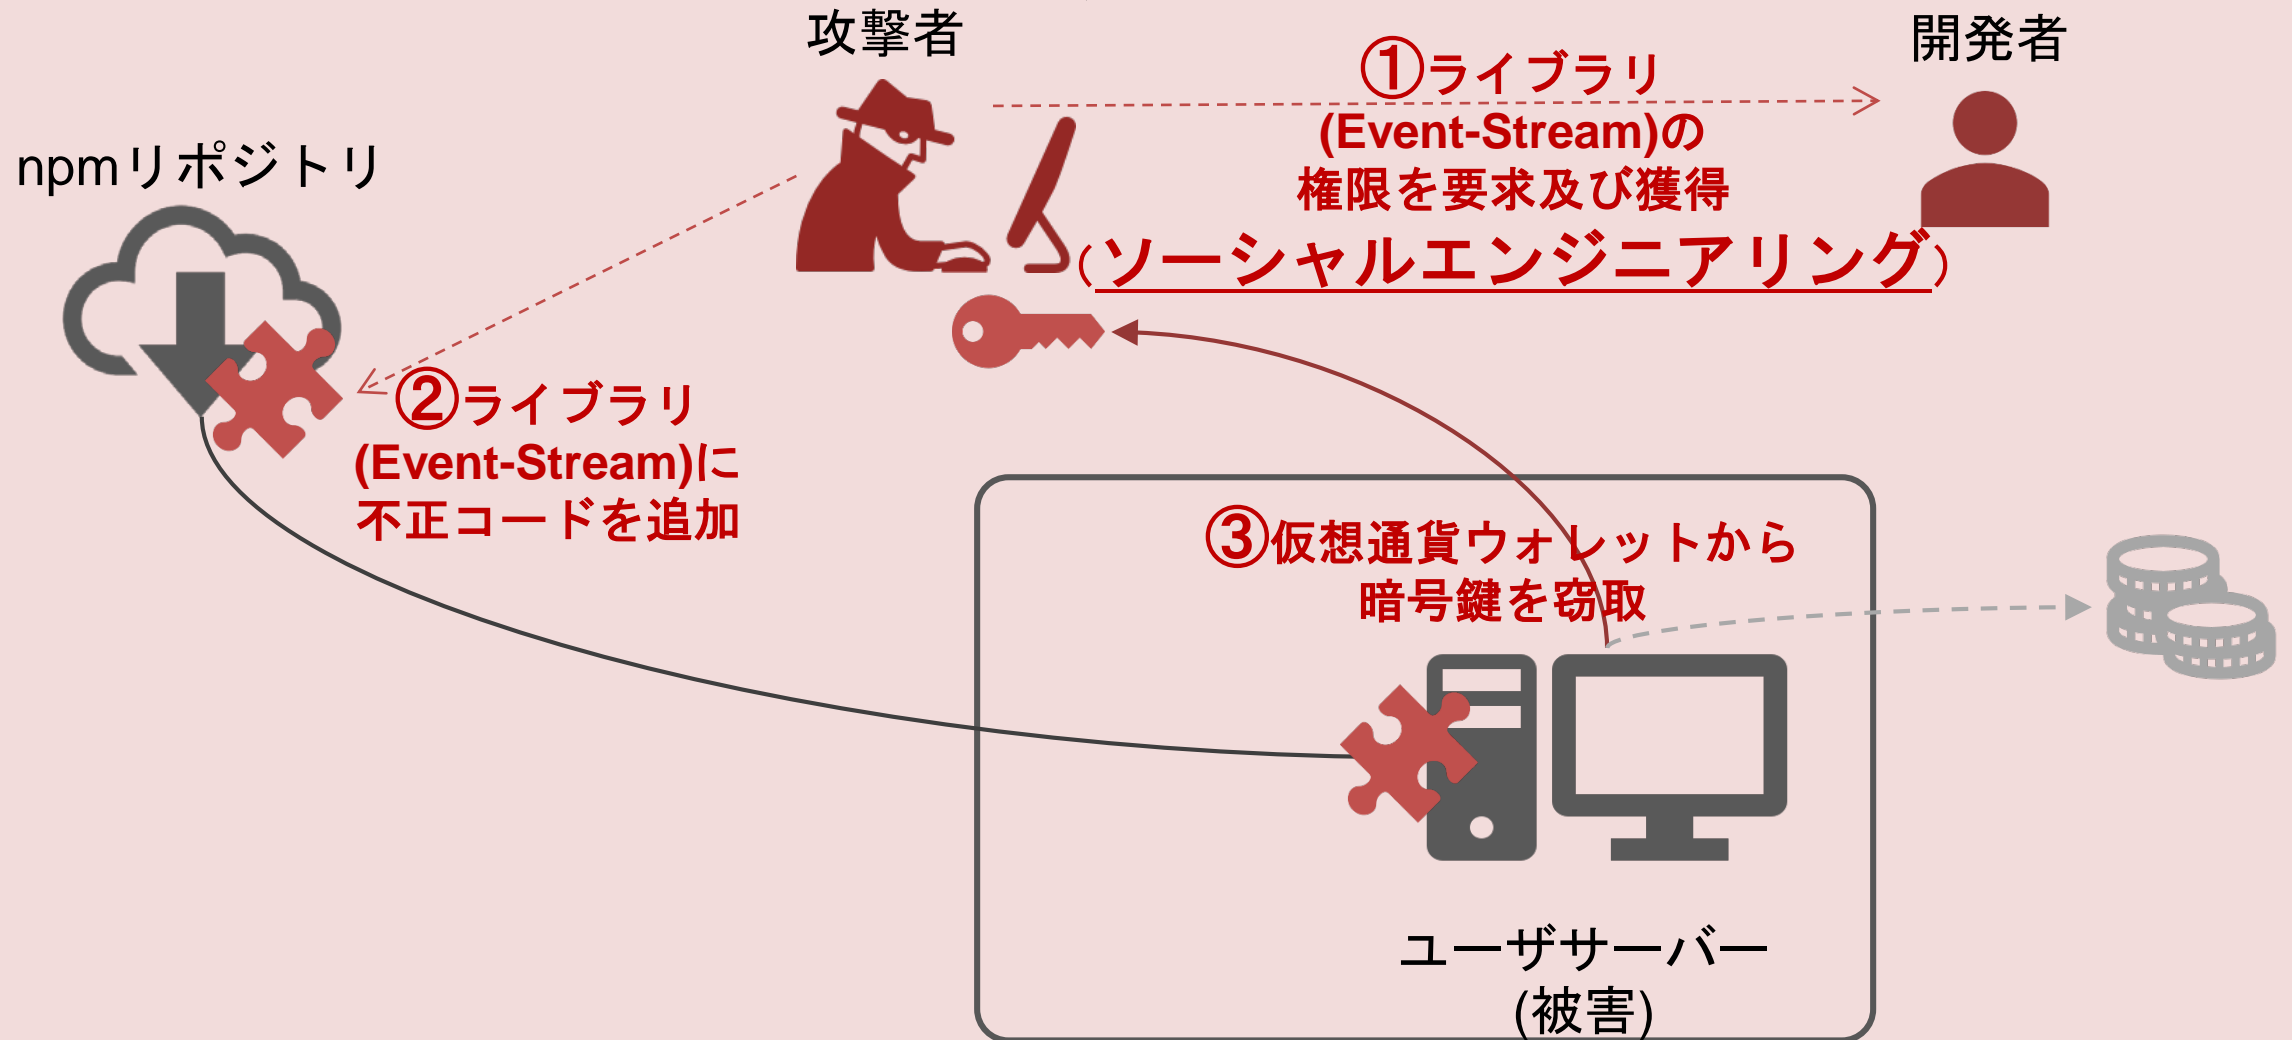 攻撃者
開発者
①ライブラリ
(Event-Stream)の
権限を要求及び獲得
(ソーシャルエンジニアリング)
npmリポジトリ
②ライブラリ
(Event-Stream)に
不正コードを追加
③仮想通貨ウォレットから
暗号鍵を窃取
ユーザサーバー
(被害)